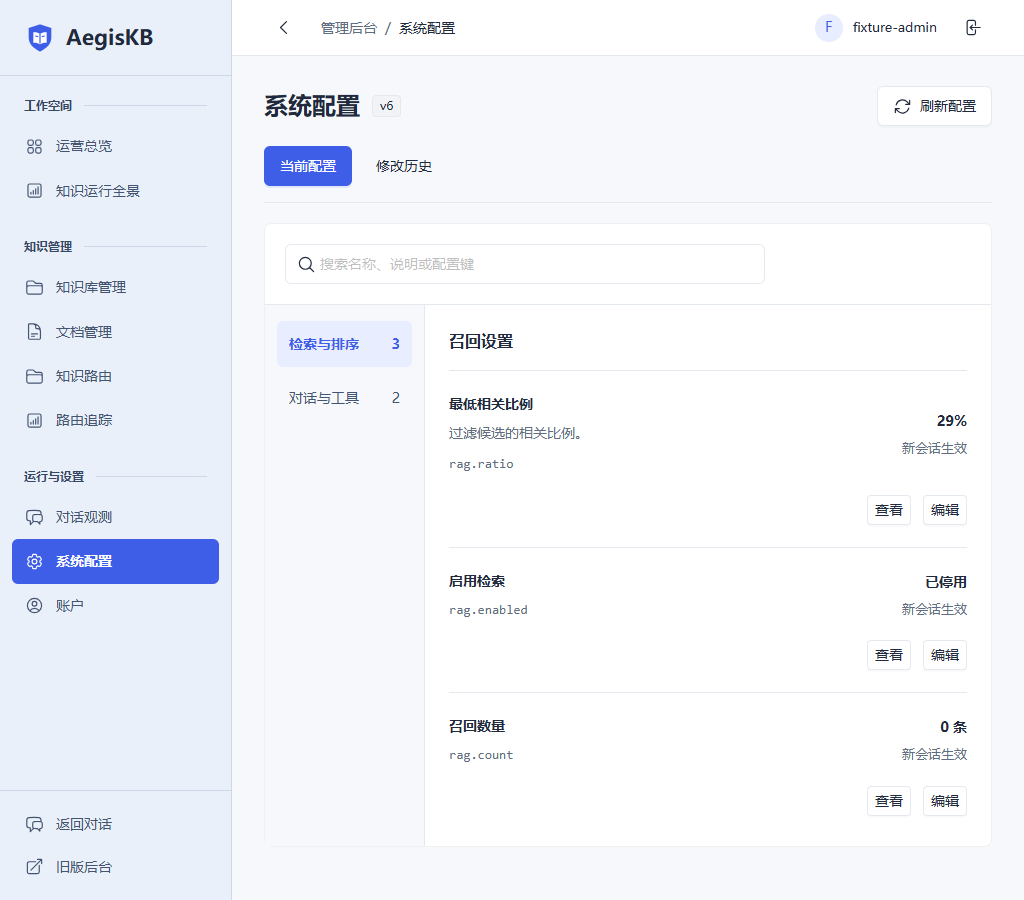 AegisKB
工作空间
运营总览
知识运行全景
知识管理
知识库管理
文档管理
知识路由
路由追踪
运行与设置
对话观测
系统配置
账户
返回对话
旧版后台
管理后台 / 系统配置
F fixture-admin
系统配置 v6
刷新配置
当前配置 修改历史
搜索名称、说明或配置键
检索与排序 3
对话与工具 2
召回设置
最低相关比例
过滤候选的相关比例。
rag.ratio
29%
新会话生效
查看 编辑
启用检索
rag.enabled
已停用
新会话生效
查看 编辑
召回数量
rag.count
0 条
新会话生效
查看 编辑